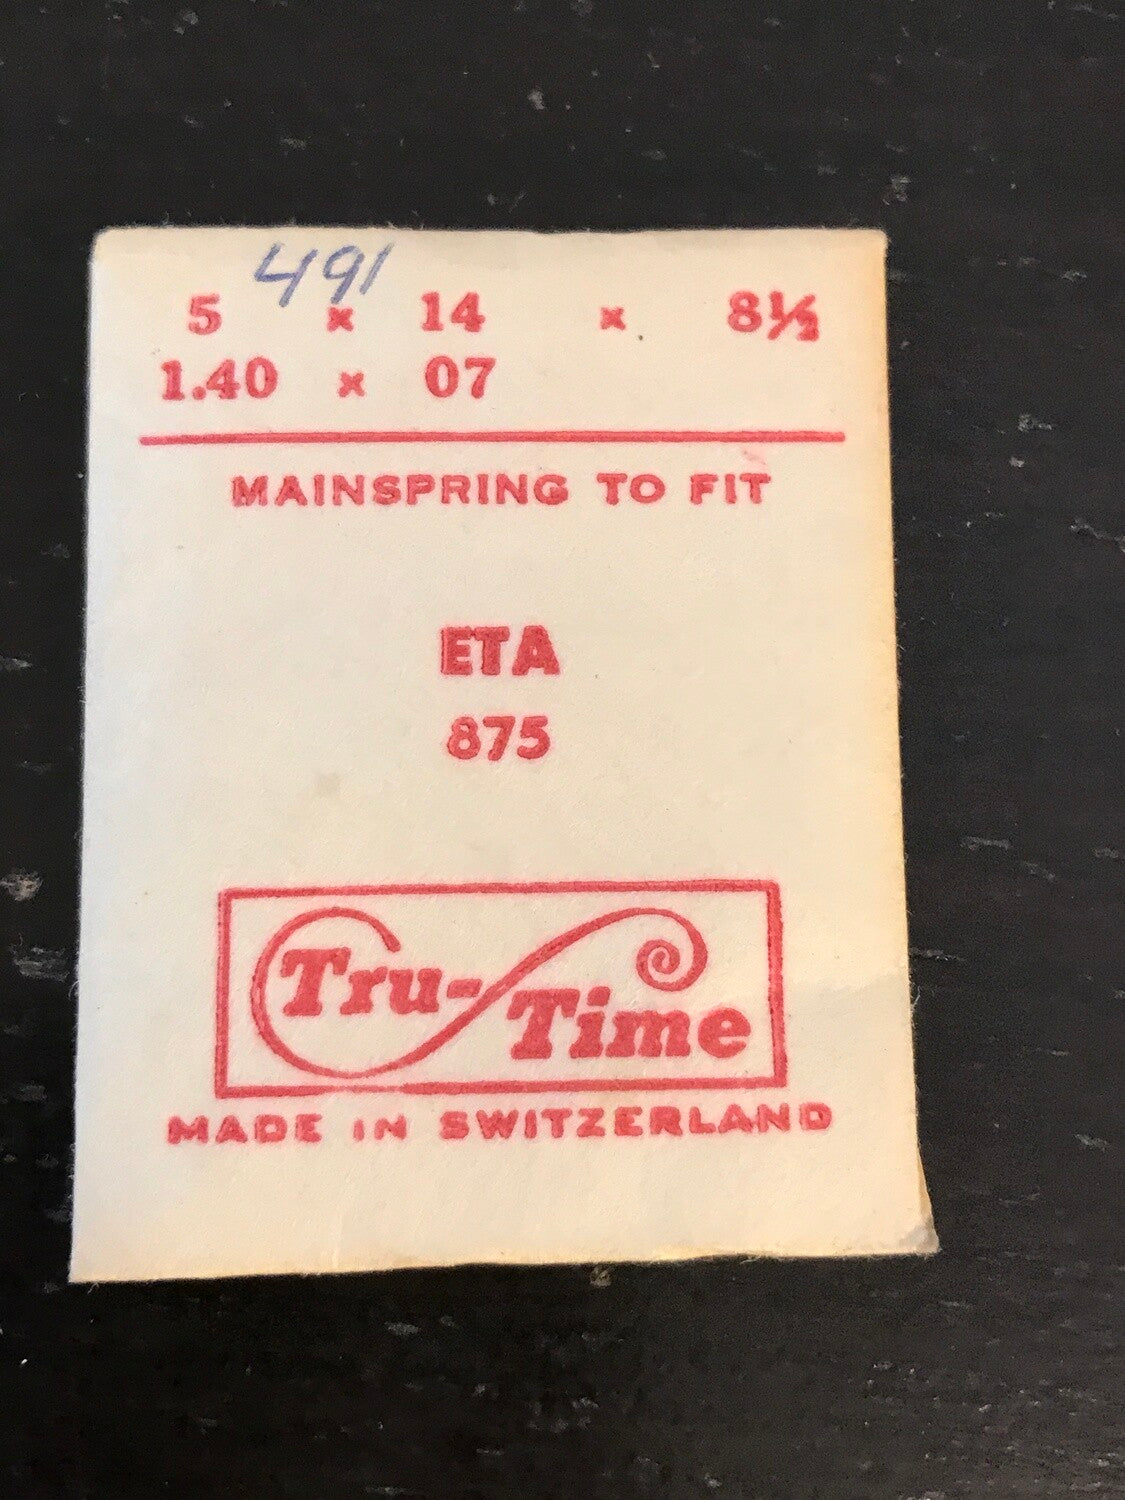 491
5 x 14 x 8½
1.40 x 07
MAINSPRING TO FIT
ETA
875
Tru-Time
MADE IN SWITZERLAND